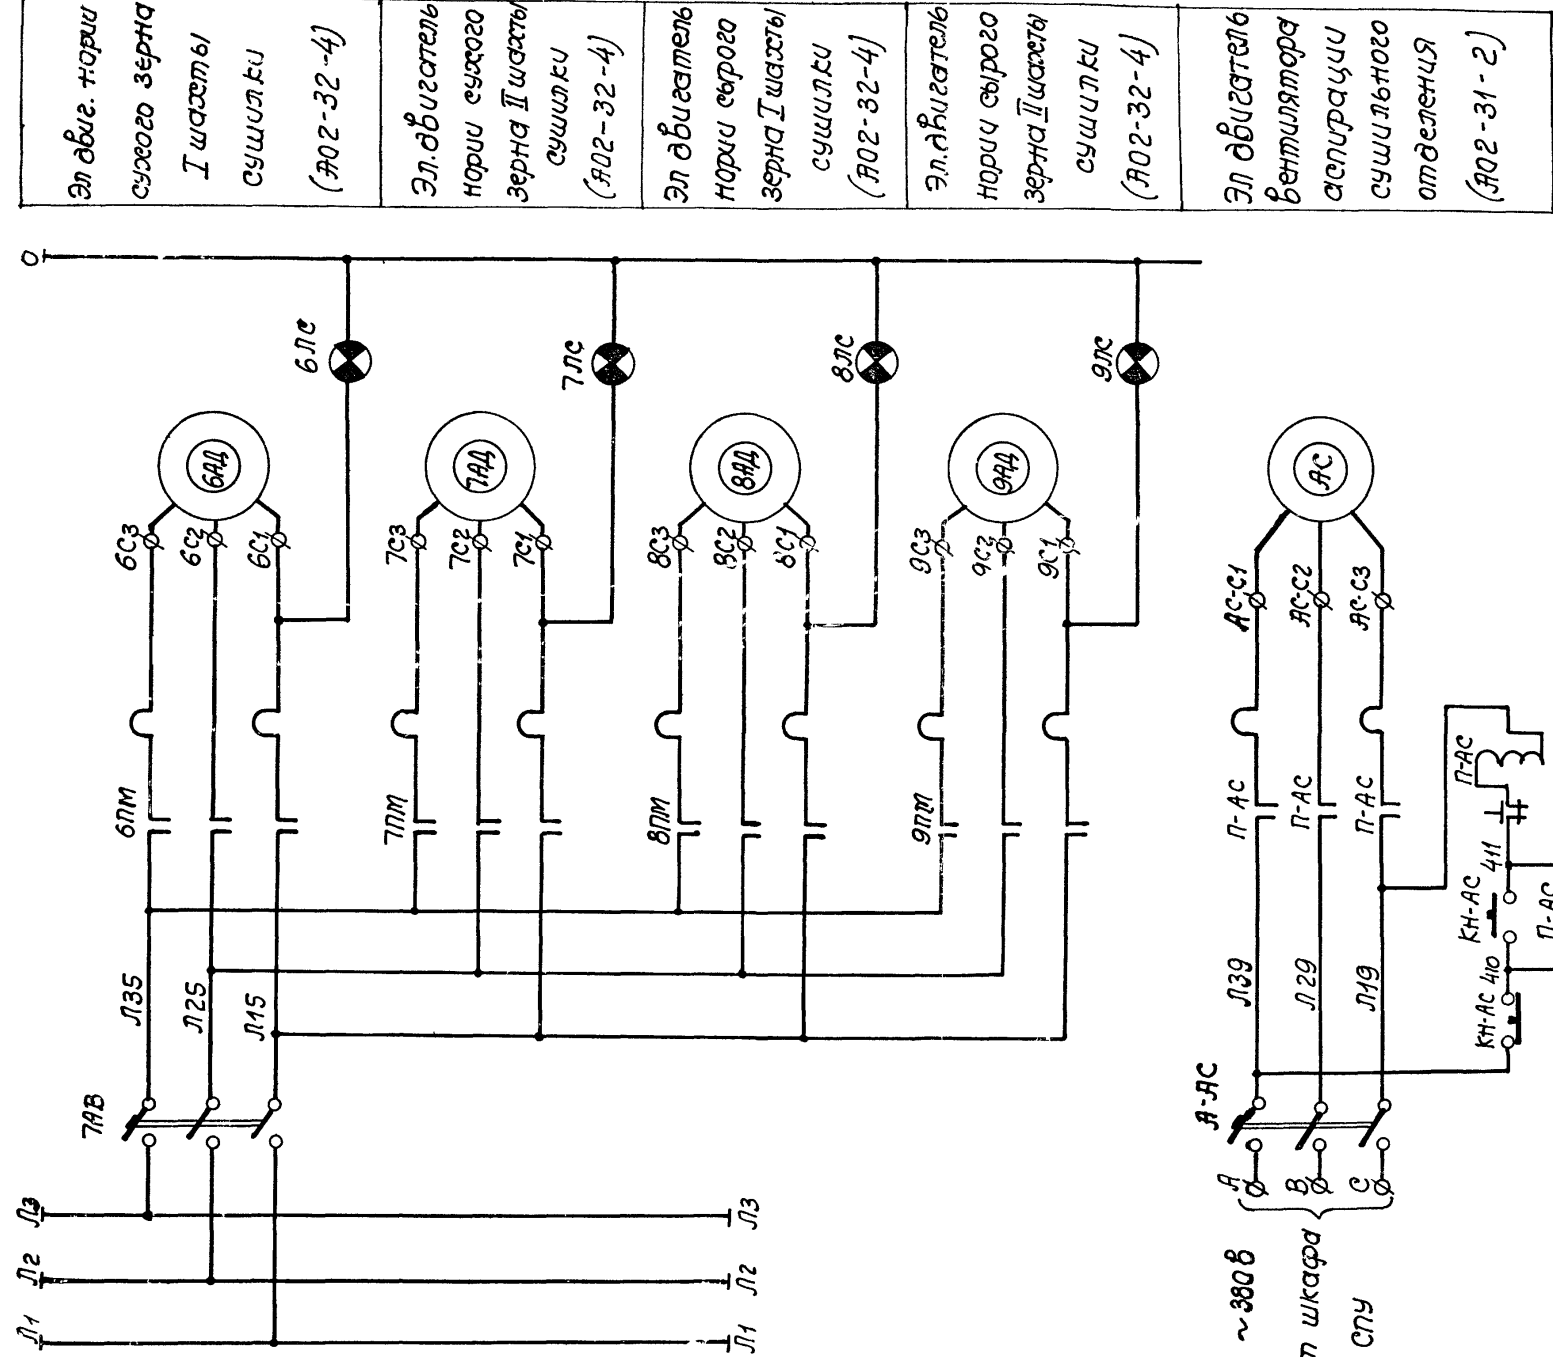 Эл двиг. нории
сухого зерна
I шахты
сушилки
(АО2-32-4)
Эл.двигатель
нории сухого
зерна II шахты
сушилки
(АО2-32-4)
Эл двигатель
нории сырого
зерна I шахты
сушилки
(АО2-32-4)
Эл.двигатель
нории сырого
зерна II шахты
сушилки
(АО2-32-4)
Эл двигатель
вентилятора
аспирации
сушильного
отделения
(АО2-31-2)
О
6ЛС
7ЛС
8ЛС
9ЛС
6АД
7АД
8АД
9АД
АС
6С3
6С2
6С1
7С3
7С2
7С1
8С3
8С2
8С1
9С3
9С2
9С1
АС-С1
АС-С2
АС-С3
6ПМ
7ПМ
8ПМ
9ПМ
П-АС
П-АС
П-АС
П-АС
Л35
Л25
Л15
Л39
Л29
Л19
КН-АС
411
П-АС
КН-АС
410
7АВ
А-АС
А
В
С
Л3
Л2
Л1
Л3
Л2
Л1
~380В
т шкафа
СПУ